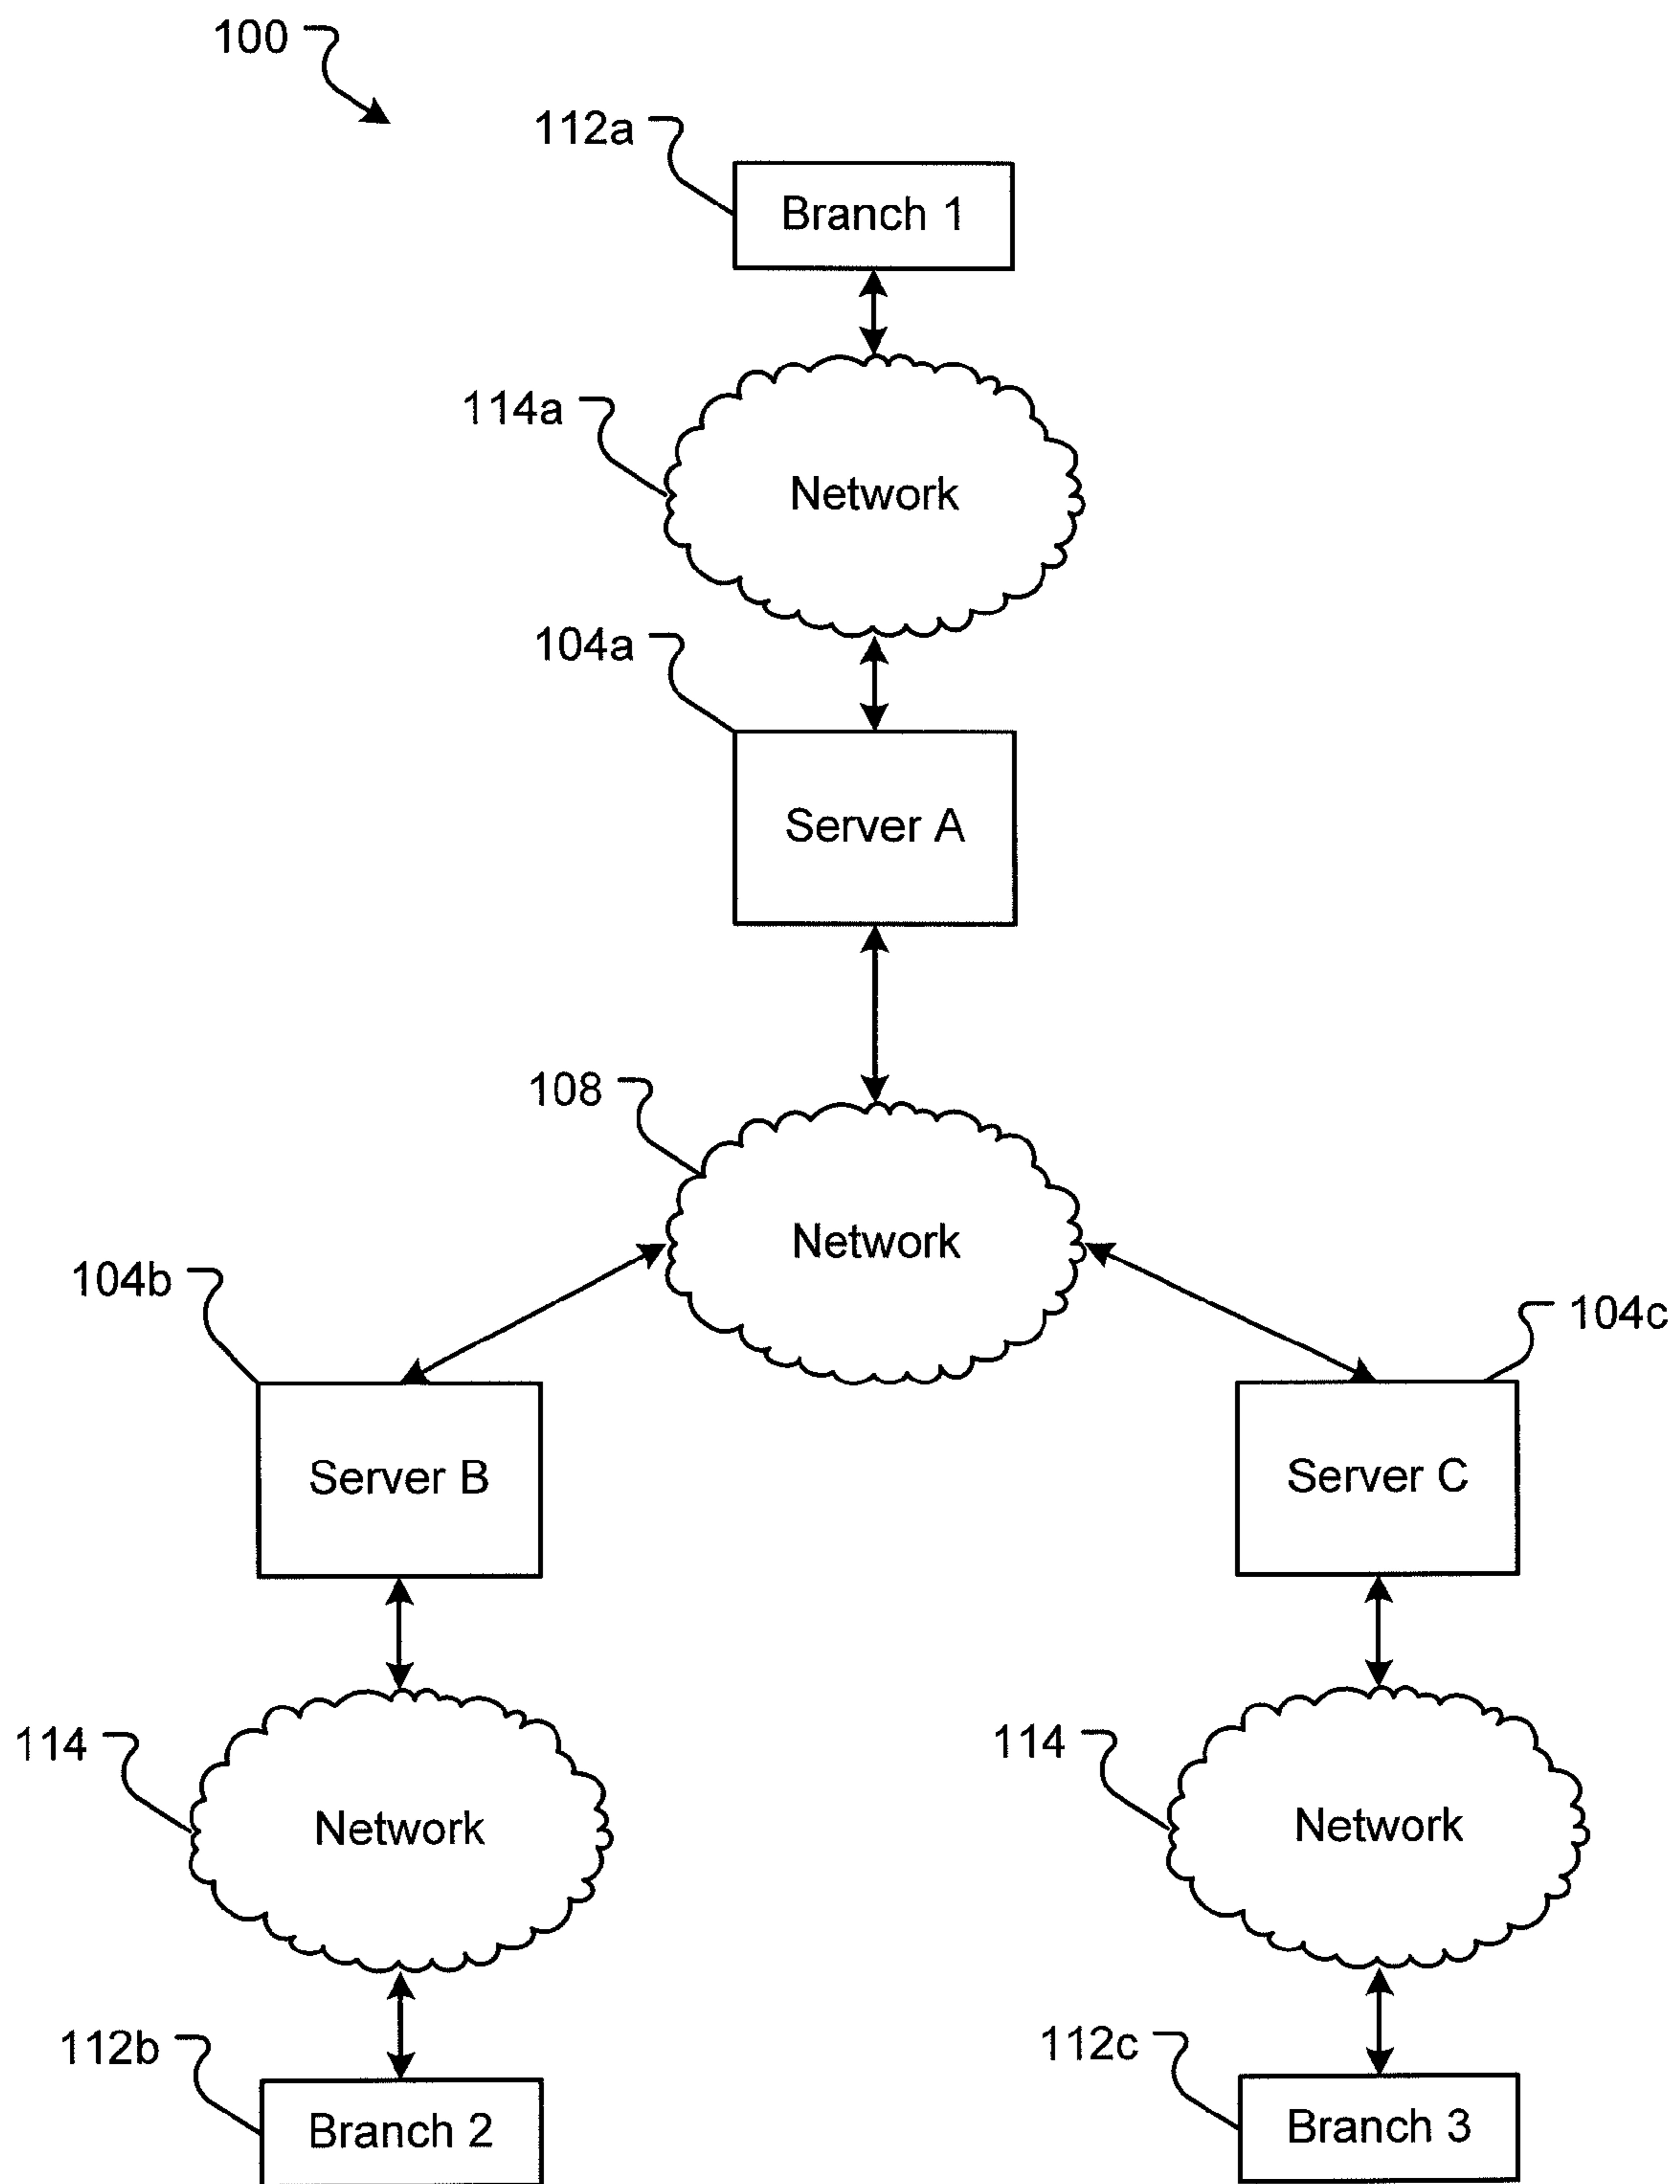 100
112a
Branch 1
114a
Network
104a
Server A
108
Network
104b
104c
Server B
Server C
114
Network
114
Network
112b
Branch 2
112c
Branch 3